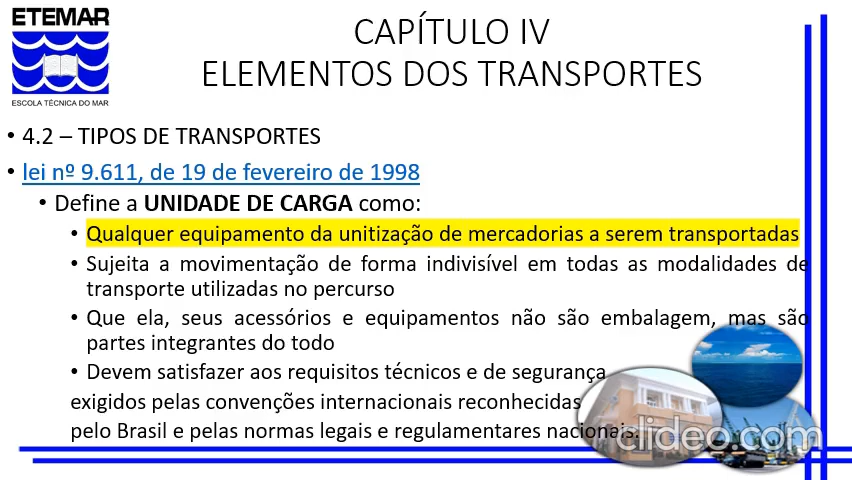 ETEMAR
ESCOLA TÉCNICA DO MAR
CAPÍTULO IV
ELEMENTOS DOS TRANSPORTES
• 4.2 – TIPOS DE TRANSPORTES
• lei nº 9.611, de 19 de fevereiro de 1998
• Define a UNIDADE DE CARGA como:
• Qualquer equipamento da unitização de mercadorias a serem transportadas
• Sujeita a movimentação de forma indivisível em todas as modalidades de
transporte utilizadas no percurso
• Que ela, seus acessórios e equipamentos não são embalagem, mas são
partes integrantes do todo
• Devem satisfazer aos requisitos técnicos e de segurança
exigidos pelas convenções internacionais reconhecidas
pelo Brasil e pelas normas legais e regulamentares nacionais.
clideo.com